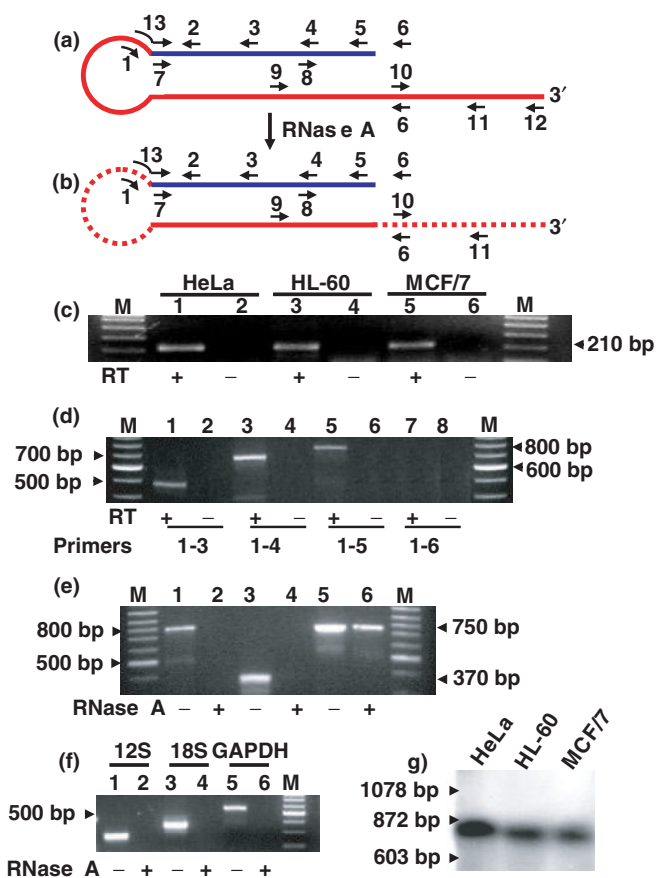 13 2 3 4 5 6
(a)
1 7 9 8 10
3′
6 11 12
RNase A
13 2 3 4 5 6
(b)
1 7 9 8 10
3′
6 11
HeLa HL-60 MCF/7
(c) M 1 2 3 4 5 6 M
210 bp
RT + – + – + –
(d) M 1 2 3 4 5 6 7 8 M
700 bp 800 bp
500 bp 600 bp
RT + – + – + – + –
Primers 1-3 1-4 1-5 1-6
(e)
M 1 2 3 4 5 6 M
800 bp 750 bp
500 bp 370 bp
RNase A – + – + – +
(f) 12S 18S GAPDH
1 2 3 4 5 6 M
500 bp
RNase A – + – + – +
g) HeLa HL-60 MCF/7
1078 bp
872 bp
603 bp